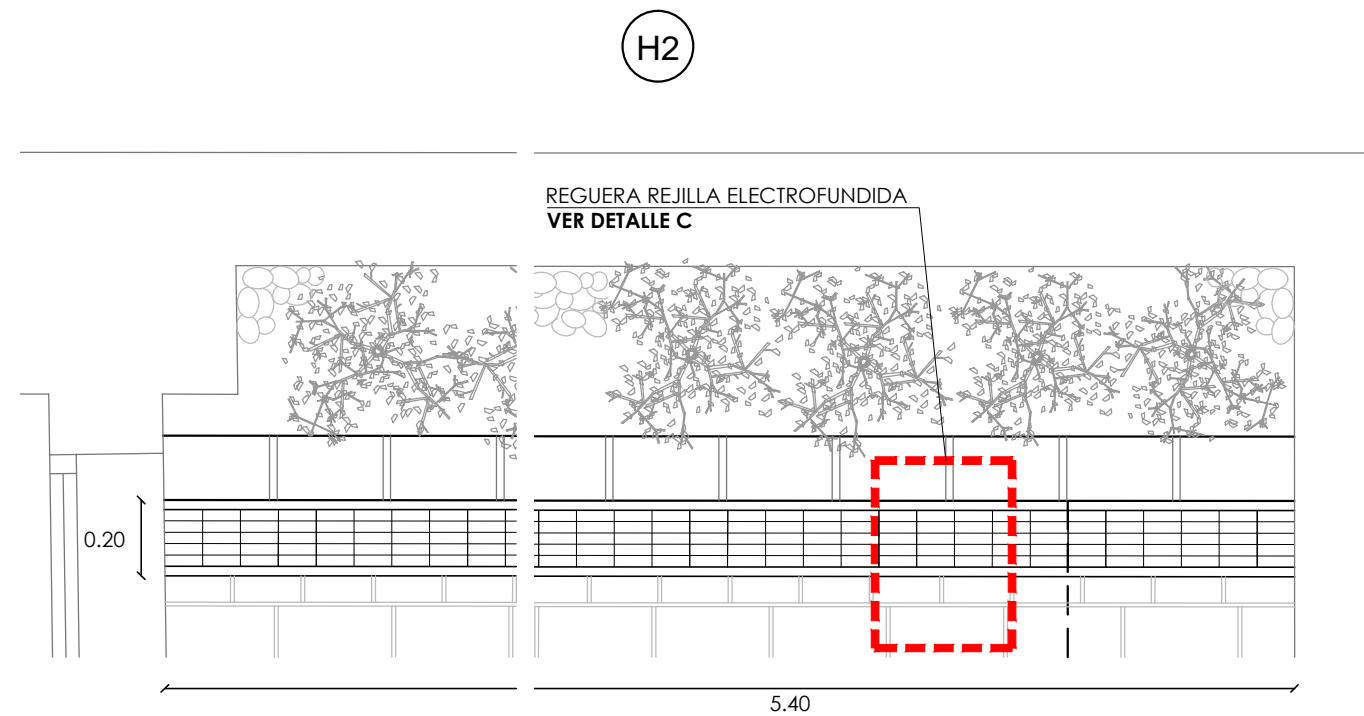 H2
REGUERA REJILLA ELECTROFUNDIDA
VER DETALLE C
0.20
5.40